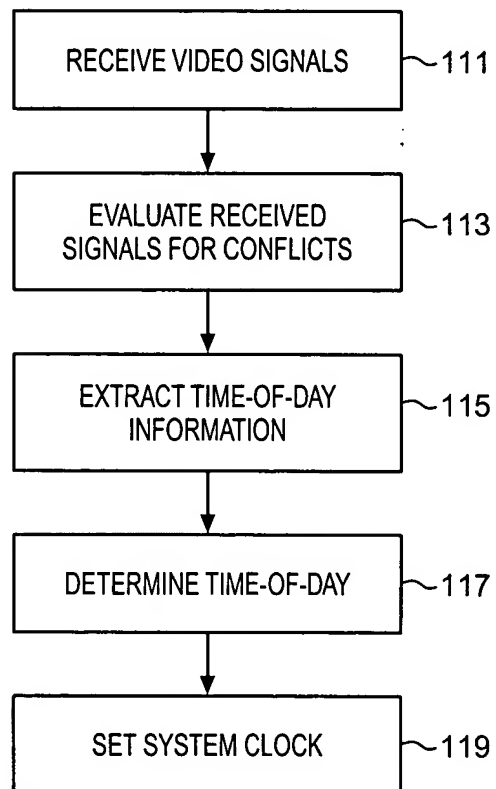 RECEIVE VIDEO SIGNALS
111
EVALUATE RECEIVED
SIGNALS FOR CONFLICTS
113
EXTRACT TIME-OF-DAY
INFORMATION
115
DETERMINE TIME-OF-DAY
117
SET SYSTEM CLOCK
119